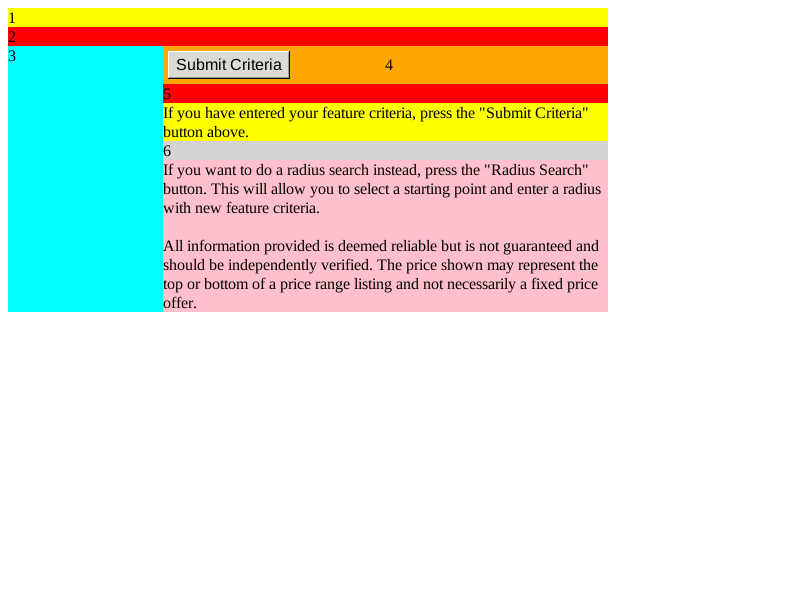 1
2
3
Submit Criteria 4
5
If you have entered your feature criteria, press the "Submit Criteria"
button above.
6
If you want to do a radius search instead, press the "Radius Search"
button. This will allow you to select a starting point and enter a radius
with new feature criteria.
All information provided is deemed reliable but is not guaranteed and
should be independently verified. The price shown may represent the
top or bottom of a price range listing and not necessarily a fixed price
offer.